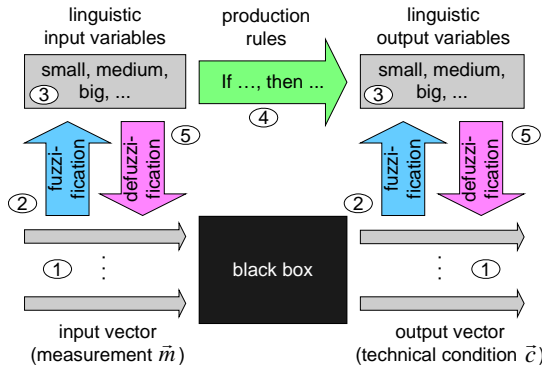 linguistic
input variables
production
rules
linguistic
output variables
small, medium,
big, ...
3
If ..., then ...
4
small, medium,
big, ...
3
fuzzi-
fication
defuzzi-
fication
5
2
fuzzi-
fication
defuzzi-
fication
5
2
1
⋮
black box
⋮
1
input vector
(measurement m⃗)
output vector
(technical condition c⃗)